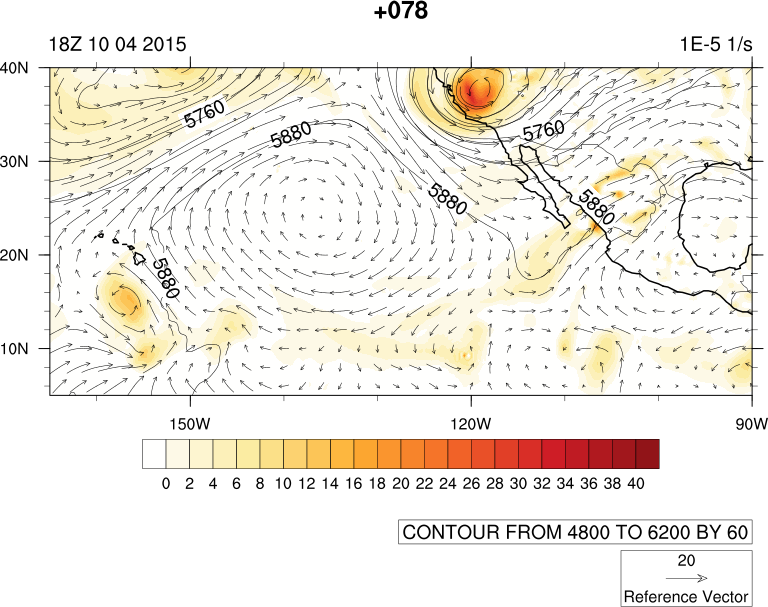 +078
18Z 10 04 2015 1E-5 1/s
40N
5760
5880
5760
30N
5880
5880
20N
5880
10N
150W 120W 90W
0 2 4 6 8 10 12 14 16 18 20 22 24 26 28 30 32 34 36 38 40
CONTOUR FROM 4800 TO 6200 BY 60
20
Reference Vector